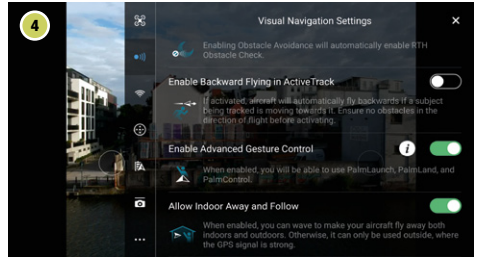 4
Visual Navigation Settings
×
Enabling Obstacle Avoidance will automatically enable RTH
Obstacle Check.
Enable Backward Flying in ActiveTrack
If activated, aircraft will automatically fly backwards if a subject
being tracked is moving towards it. Ensure no obstacles in the
direction of flight before activating.
Enable Advanced Gesture Control
i
When enabled, you will be able to use PalmLaunch, PalmLand, and
PalmControl.
Allow Indoor Away and Follow
When enabled, you can wave to make your aircraft fly away both
indoors and outdoors. Otherwise, it can only be used outside, where
the GPS signal is strong.